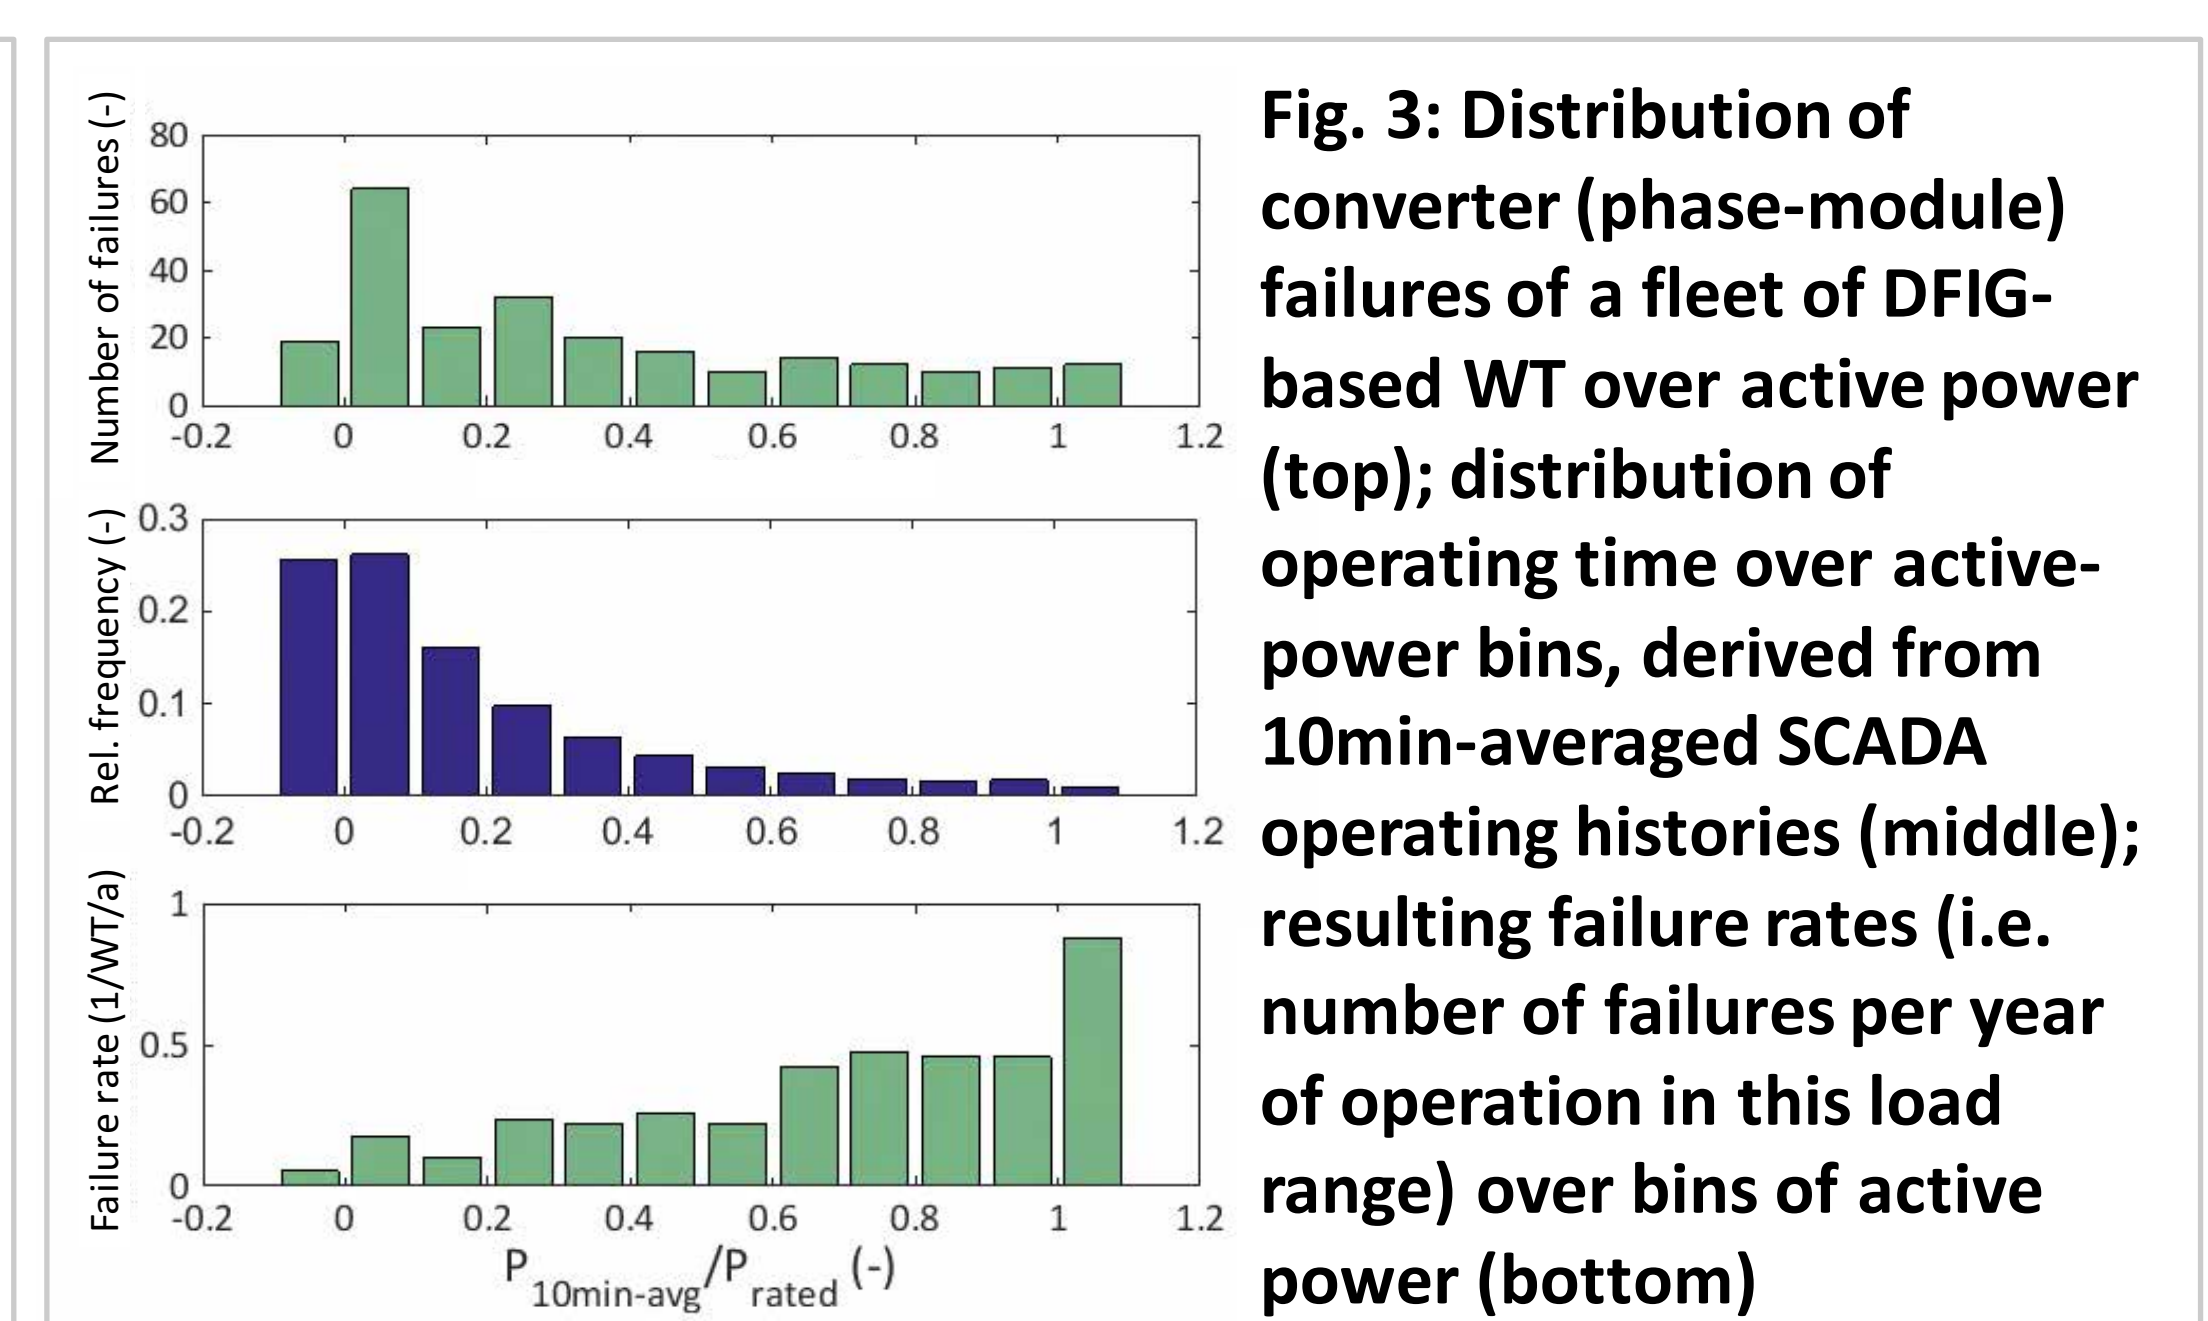 Number of failures (-)
80
60
40
20
0
-0.2 0 0.2 0.4 0.6 0.8 1 1.2
Rel. frequency (-)
0.3
0.2
0.1
0
-0.2 0 0.2 0.4 0.6 0.8 1 1.2
Failure rate (1/WT/a)
1
0.5
0
-0.2 0 0.2 0.4 0.6 0.8 1 1.2
P10min-avg/Prated (-)
Fig. 3: Distribution of
converter (phase-module)
failures of a fleet of DFIG-
based WT over active power
(top); distribution of
operating time over active-
power bins, derived from
10min-averaged SCADA
operating histories (middle);
resulting failure rates (i.e.
number of failures per year
of operation in this load
range) over bins of active
power (bottom)